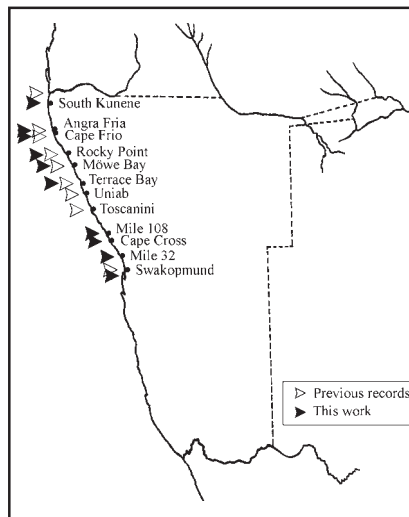 South Kunene
Angra Fria
Cape Frio
Rocky Point
Möwe Bay
Terrace Bay
Uniab
Toscanini
Mile 108
Cape Cross
Mile 32
Swakopmund
Previous records
This work